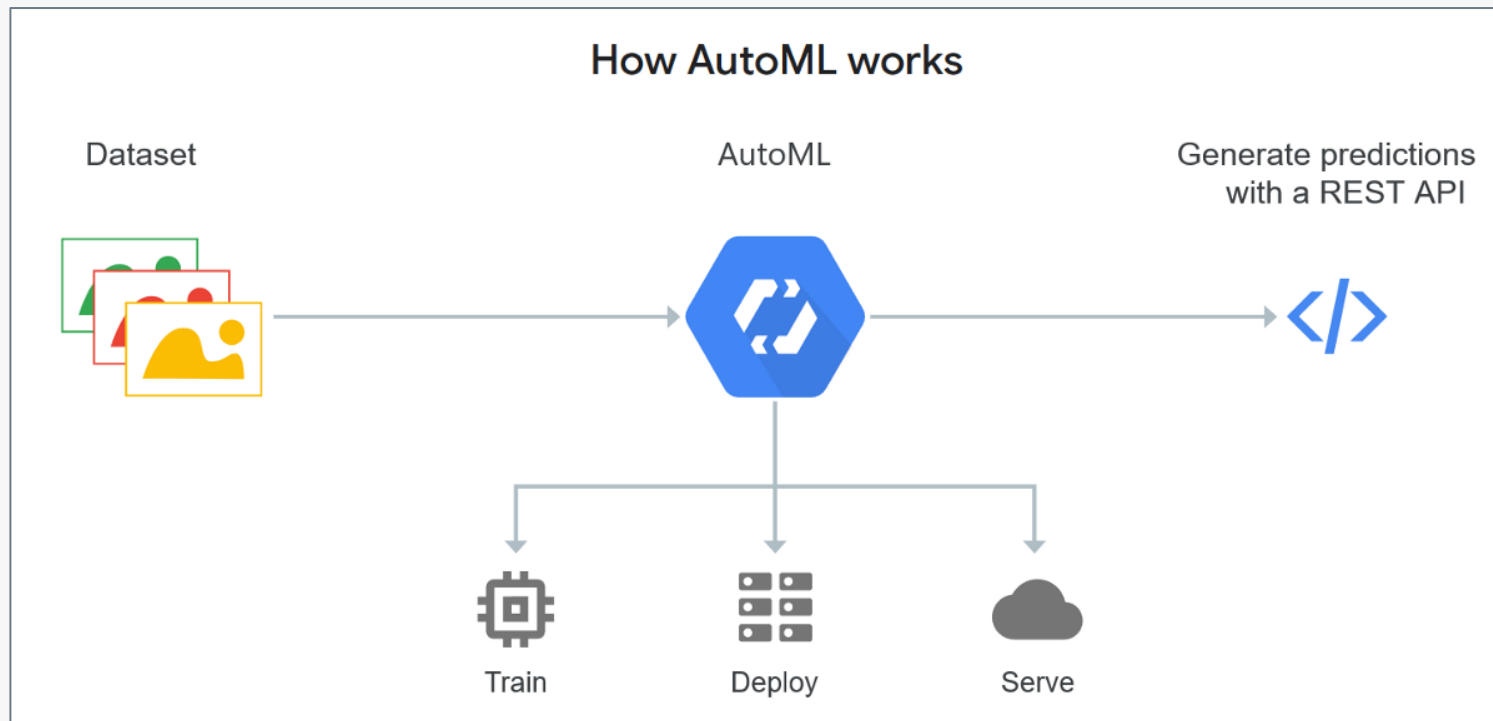 How AutoML works
Dataset
AutoML
Generate predictions
with a REST API
Train
Deploy
Serve